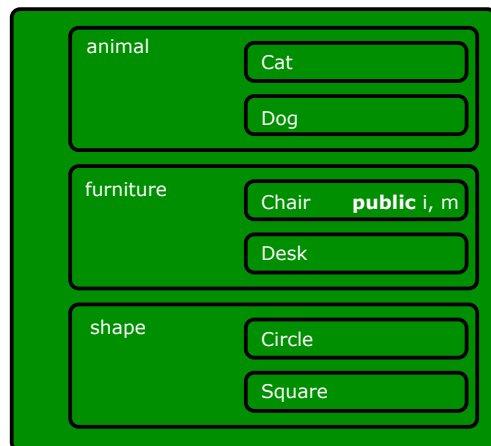 animal
Cat
Dog
furniture
Chair public i, m
Desk
shape
Circle
Square